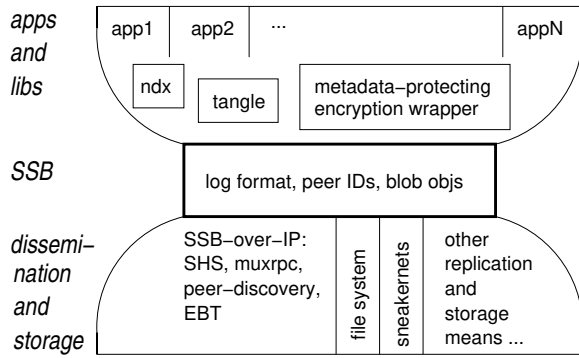 apps
and
libs
app1
app2
...
appN
ndx
tangle
metadata−protecting
encryption wrapper
SSB
log format, peer IDs, blob objs
dissemi−
nation
and
storage
SSB−over−IP:
SHS, muxrpc,
peer−discovery,
EBT
file system
sneakernets
other
replication
and
storage
means ...